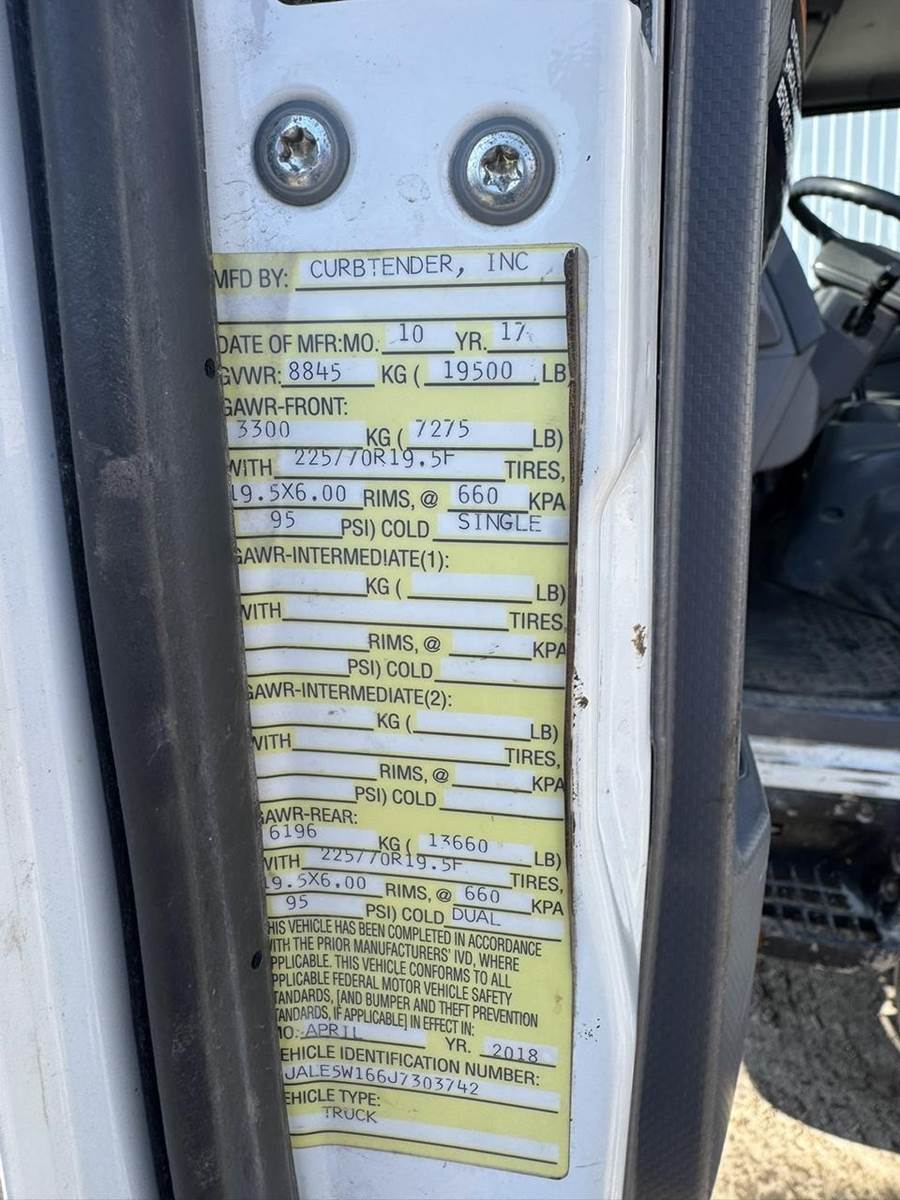 MFD BY: CURBTENDER, INC
DATE OF MFR:MO. 10 YR. 17
GVWR: 8845 KG ( 19500 LB
GAWR-FRONT:
3300 KG ( 7275 LB)
WITH 225/70R19.5F TIRES,
19.5X6.00 RIMS, @ 660 KPA
95 PSI) COLD SINGLE
GAWR-INTERMEDIATE(1):
KG ( LB)
WITH TIRES,
RIMS, @ KPA
PSI) COLD
GAWR-INTERMEDIATE(2):
KG ( LB)
WITH TIRES,
RIMS, @ KPA
PSI) COLD
GAWR-REAR:
6196 KG ( 13660 LB)
WITH 225/70R19.5F TIRES,
19.5X6.00 RIMS, @ 660 KPA
95 PSI) COLD DUAL
THIS VEHICLE HAS BEEN COMPLETED IN ACCORDANCE
WITH THE PRIOR MANUFACTURERS' IVD, WHERE
APPLICABLE. THIS VEHICLE CONFORMS TO ALL
APPLICABLE FEDERAL MOTOR VEHICLE SAFETY
STANDARDS, [AND BUMPER AND THEFT PREVENTION
STANDARDS, IF APPLICABLE] IN EFFECT IN:
MO. APRIL YR. 2018
VEHICLE IDENTIFICATION NUMBER:
JALE5W166J7303742
VEHICLE TYPE:
TRUCK